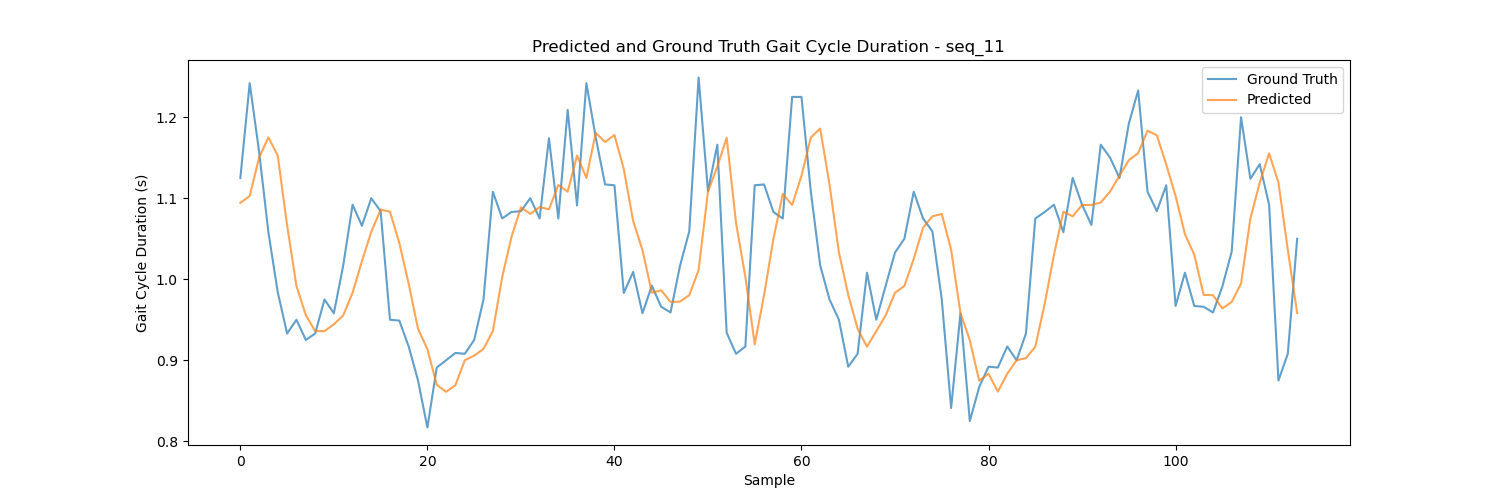 Predicted and Ground Truth Gait Cycle Duration - seq_11
Ground Truth
Predicted
Gait Cycle Duration (s)
1.2
1.1
1.0
0.9
0.8
0 20 40 60 80 100
Sample